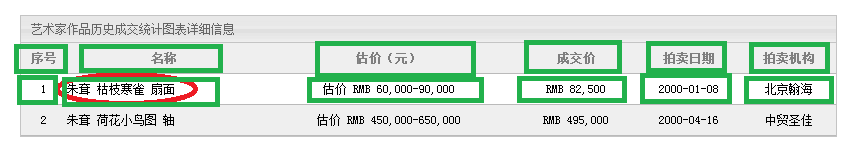 艺术家作品历史成交统计图表详细信息
序号 名称 估价（元） 成交价 拍卖日期 拍卖机构
1 朱耷 枯枝寒雀 扇面 估价 RMB 60,000-90,000 RMB 82,500 2000-01-08 北京翰海
2 朱耷 荷花小鸟图 轴 估价 RMB 450,000-650,000 RMB 495,000 2000-04-16 中贸圣佳